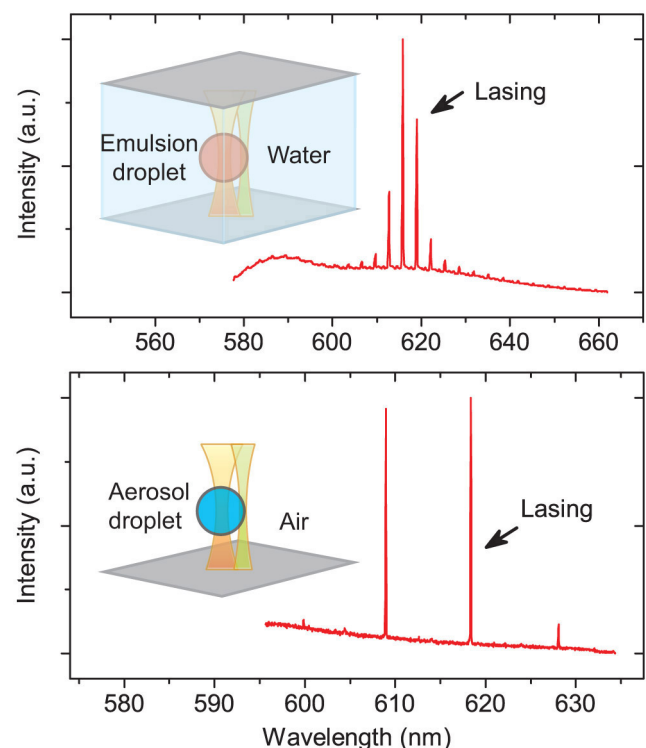 Intensity (a.u.)
Lasing
Emulsion
droplet
Water
560 580 600 620 640 660
Intensity (a.u.)
Aerosol
droplet
Air
Lasing
580 590 600 610 620 630
Wavelength (nm)